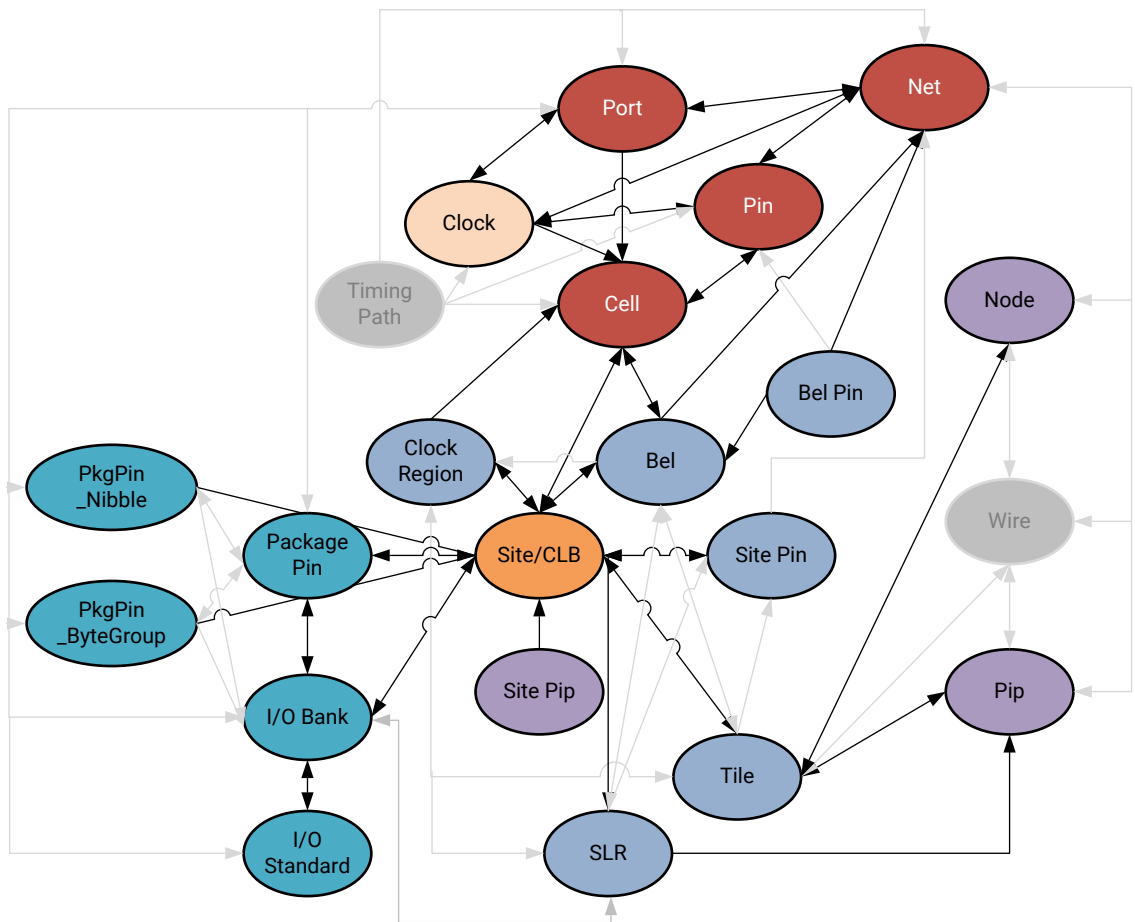 Net
Port
Pin
Clock
Timing
Path
Cell
Node
Bel Pin
Clock
Region
Bel
PkgPin
_Nibble
Package
Pin
Site/CLB
Site Pin
Wire
PkgPin
_ByteGroup
Site Pip
Pip
I/O Bank
Tile
I/O
Standard
SLR